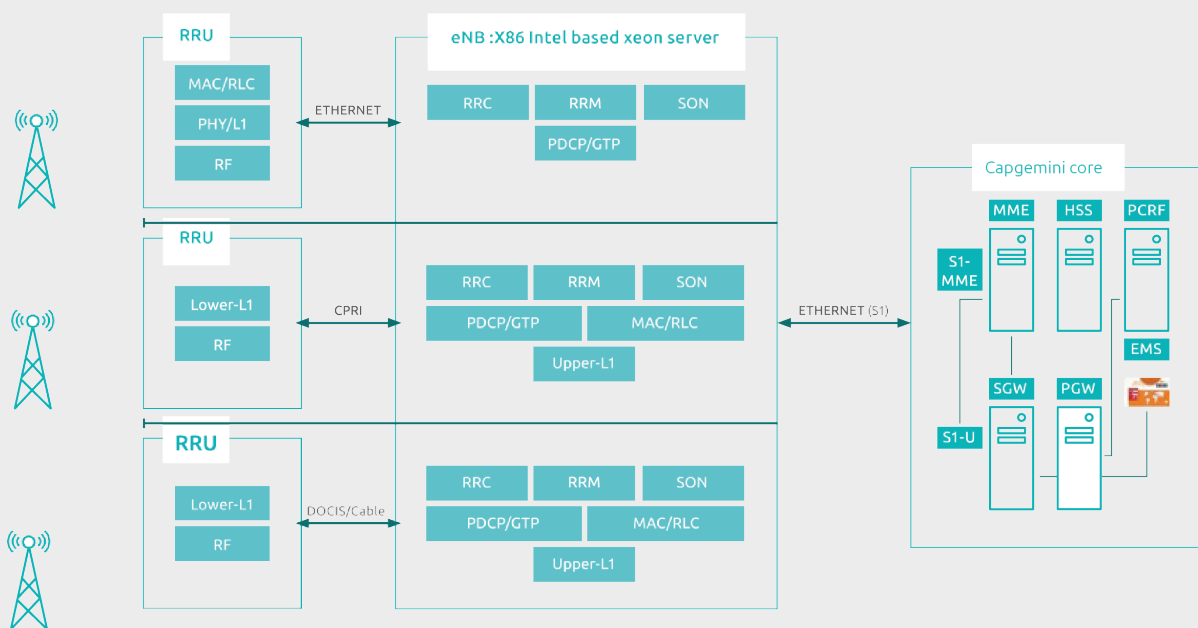 RRU
MAC/RLC
PHY/L1
RF
ETHERNET
eNB :X86 Intel based xeon server
RRC
RRM
SON
PDCP/GTP
RRU
Lower-L1
RF
CPRI
RRC
RRM
SON
PDCP/GTP
MAC/RLC
Upper-L1
RRU
Lower-L1
RF
DOCIS/Cable
RRC
RRM
SON
PDCP/GTP
MAC/RLC
Upper-L1
ETHERNET (S1)
Capgemini core
MME
HSS
PCRF
S1-
MME
EMS
SGW
PGW
S1-U